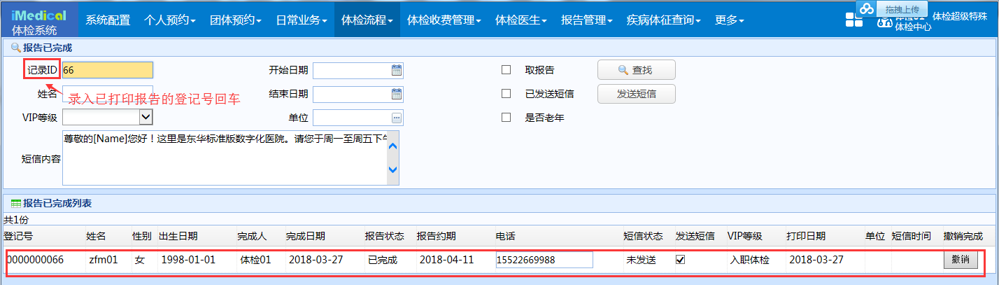 iMedical
体检系统
系统配置 个人预约 团体预约 日常业务 体检流程 体检收费管理 体检医生 报告管理 疾病体征查询 更多
拖拽上传
体检超级特殊
体检中心
报告已完成
记录ID 66 开始日期 取报告 查找
姓名 结束日期 已发送短信 发送短信
录入已打印报告的登记号回车
VIP等级 单位 是否老年
短信内容 尊敬的[Name]您好！这里是东华标准版数字化医院。请您于周一至周五下午
报告已完成列表
共1份
登记号 姓名 性别 出生日期 完成人 完成日期 报告状态 报告约期 电话 短信状态 发送短信 VIP等级 打印日期 单位 短信时间 撤销完成
0000000066 zfm01 女 1998-01-01 体检01 2018-03-27 已完成 2018-04-11 15522669988 未发送 入职体检 2018-03-27 撤销